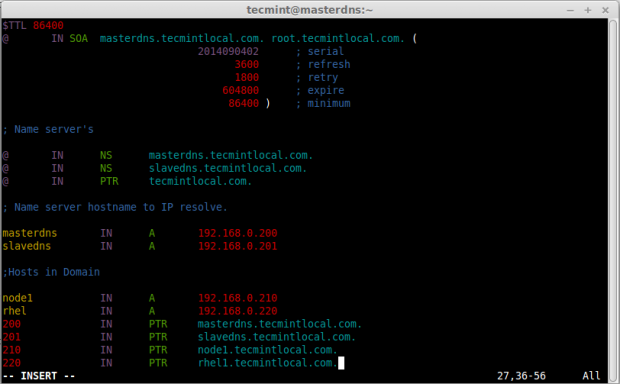 tecmint@masterdns:~
$TTL 86400
@ IN SOA masterdns.tecmintlocal.com. root.tecmintlocal.com. (
2014090402 ; serial
3600 ; refresh
1800 ; retry
604800 ; expire
86400 ) ; minimum
; Name server's
@ IN NS masterdns.tecmintlocal.com.
@ IN NS slavedns.tecmintlocal.com.
@ IN PTR tecmintlocal.com.
; Name server hostname to IP resolve.
masterdns IN A 192.168.0.200
slavedns IN A 192.168.0.201
;Hosts in Domain
node1 IN A 192.168.0.210
rhel IN A 192.168.0.220
200 IN PTR masterdns.tecmintlocal.com.
201 IN PTR slavedns.tecmintlocal.com.
210 IN PTR node1.tecmintlocal.com.
220 IN PTR rhel1.tecmintlocal.com.
-- INSERT -- 27,36-56 All